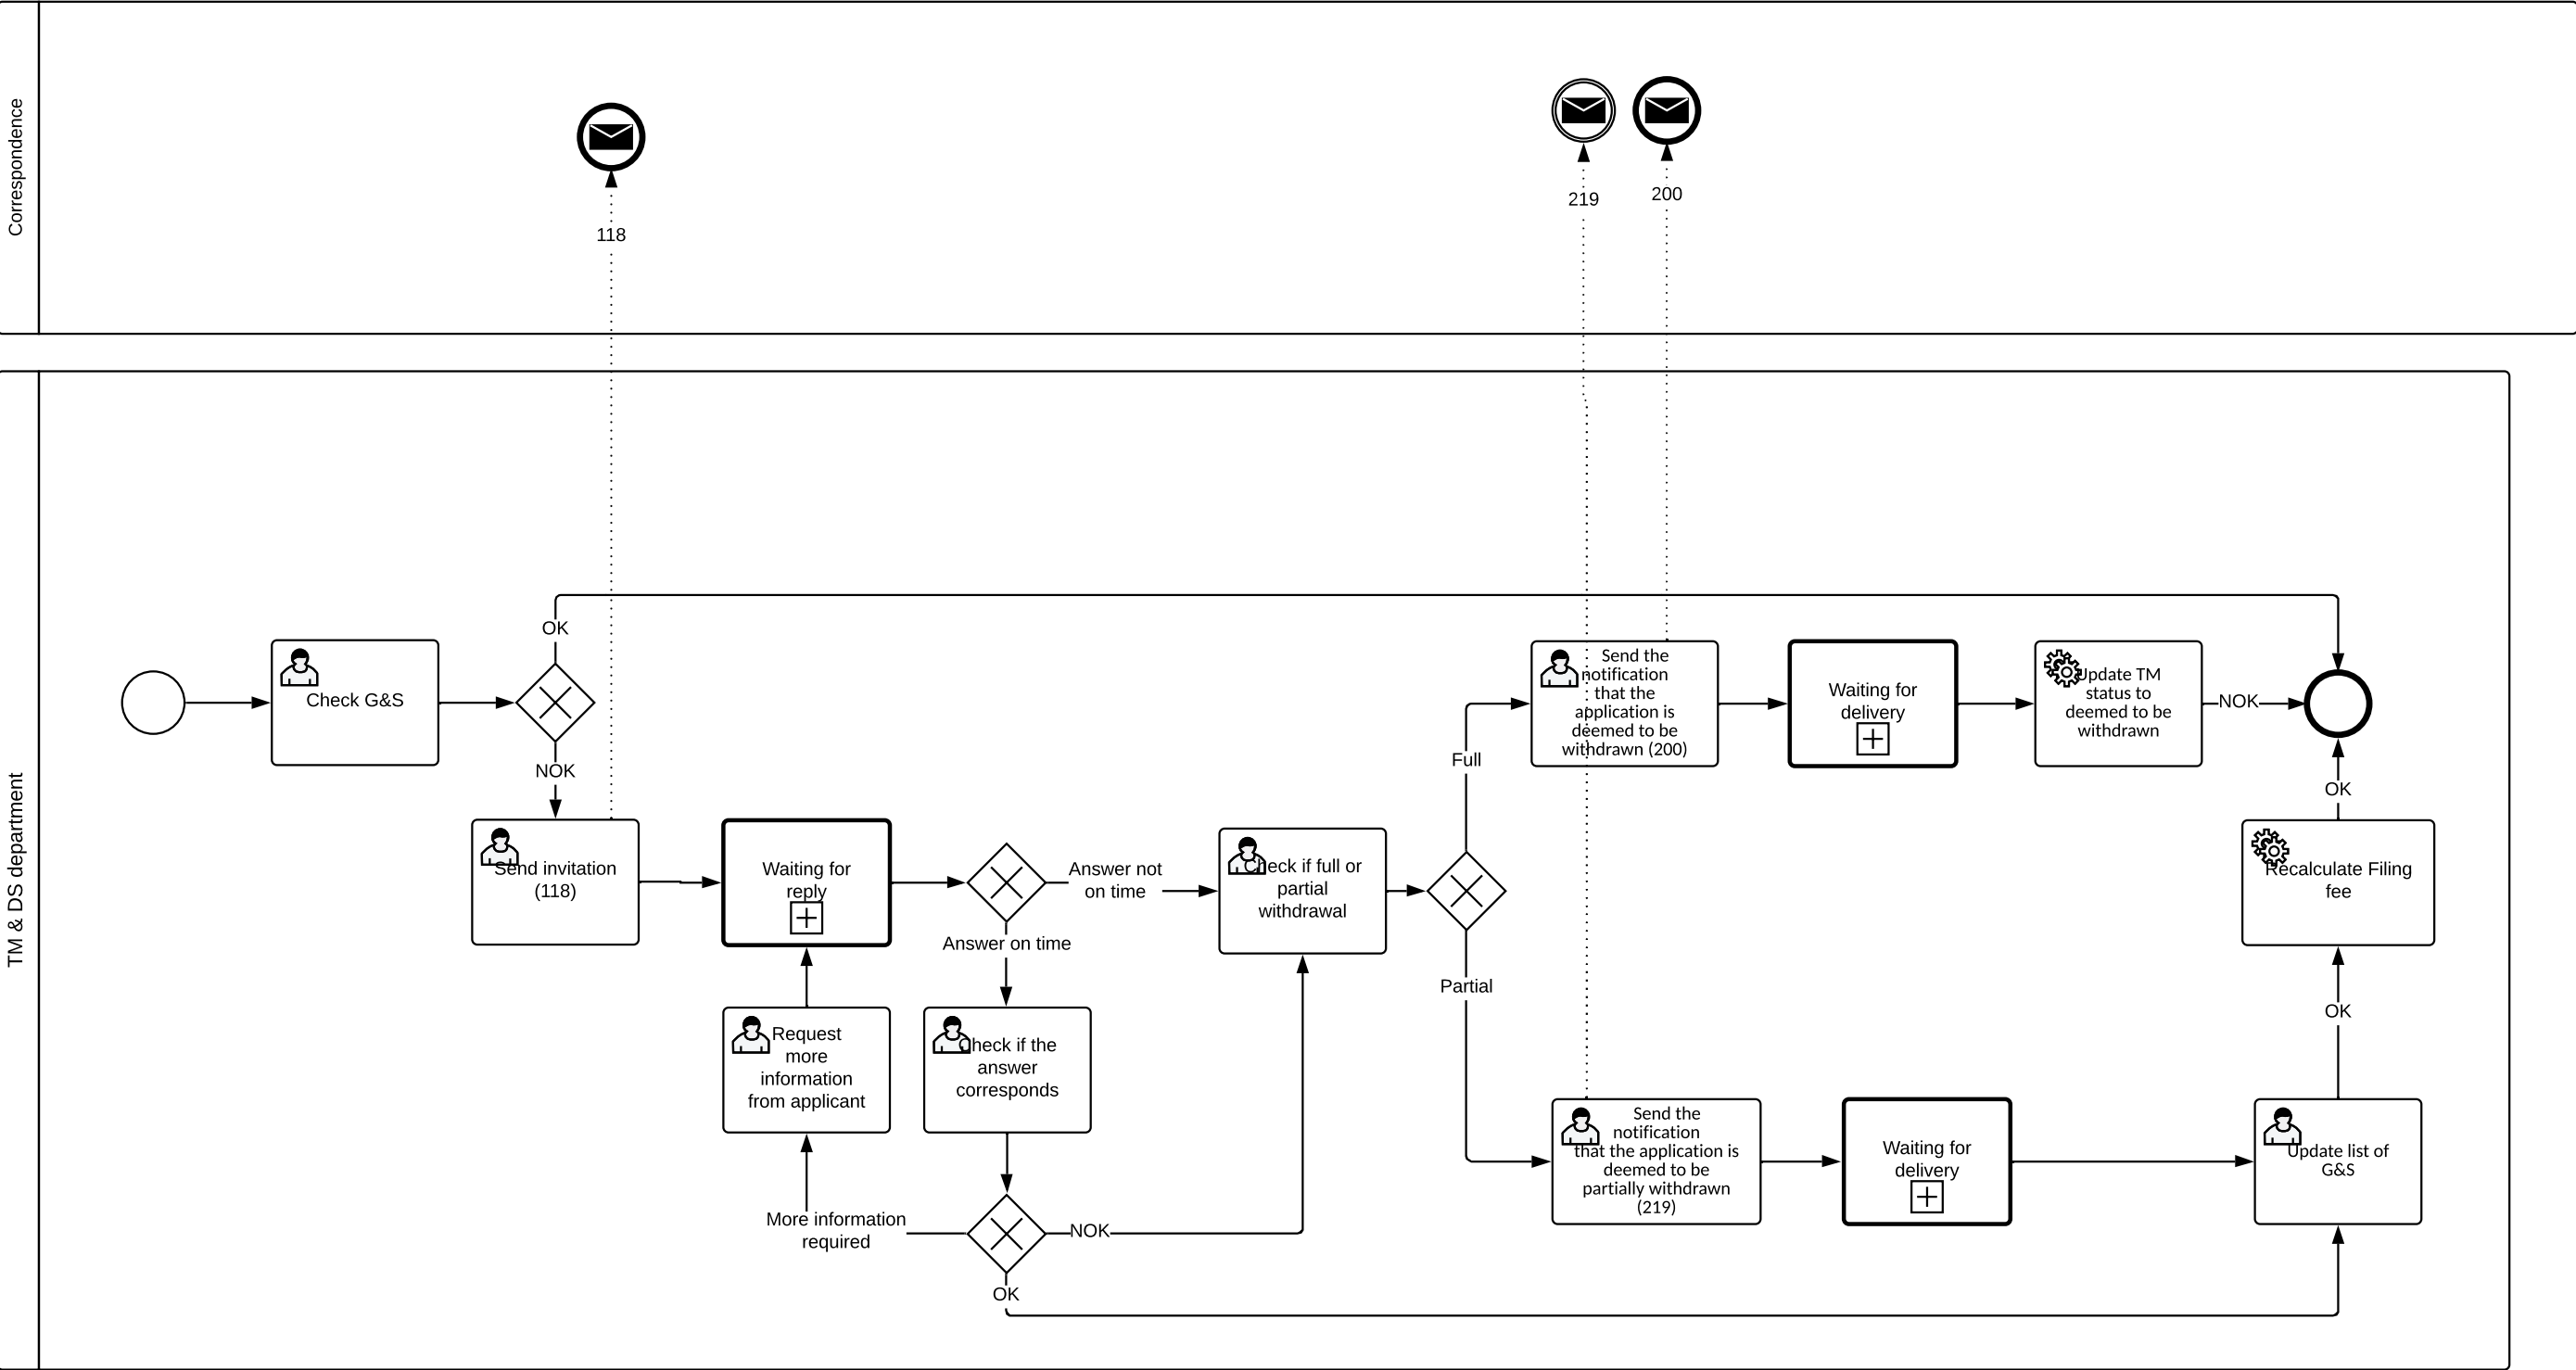 Correspondence
118
219
200
TM & DS department
OK
Check G&S
NOK
Send invitation
(118)
Waiting for
reply
Answer not
on time
Answer on time
Request
more
information
from applicant
Check if the
answer
corresponds
More information
required
NOK
OK
Check if full or
partial
withdrawal
Full
Partial
Send the
notification
that the
application is
deemed to be
withdrawn (200)
Waiting for
delivery
Update TM
status to
deemed to be
withdrawn
NOK
OK
Recalculate Filing
fee
OK
Send the
notification
that the application is
deemed to be
partially withdrawn
(219)
Waiting for
delivery
Update list of
G&S